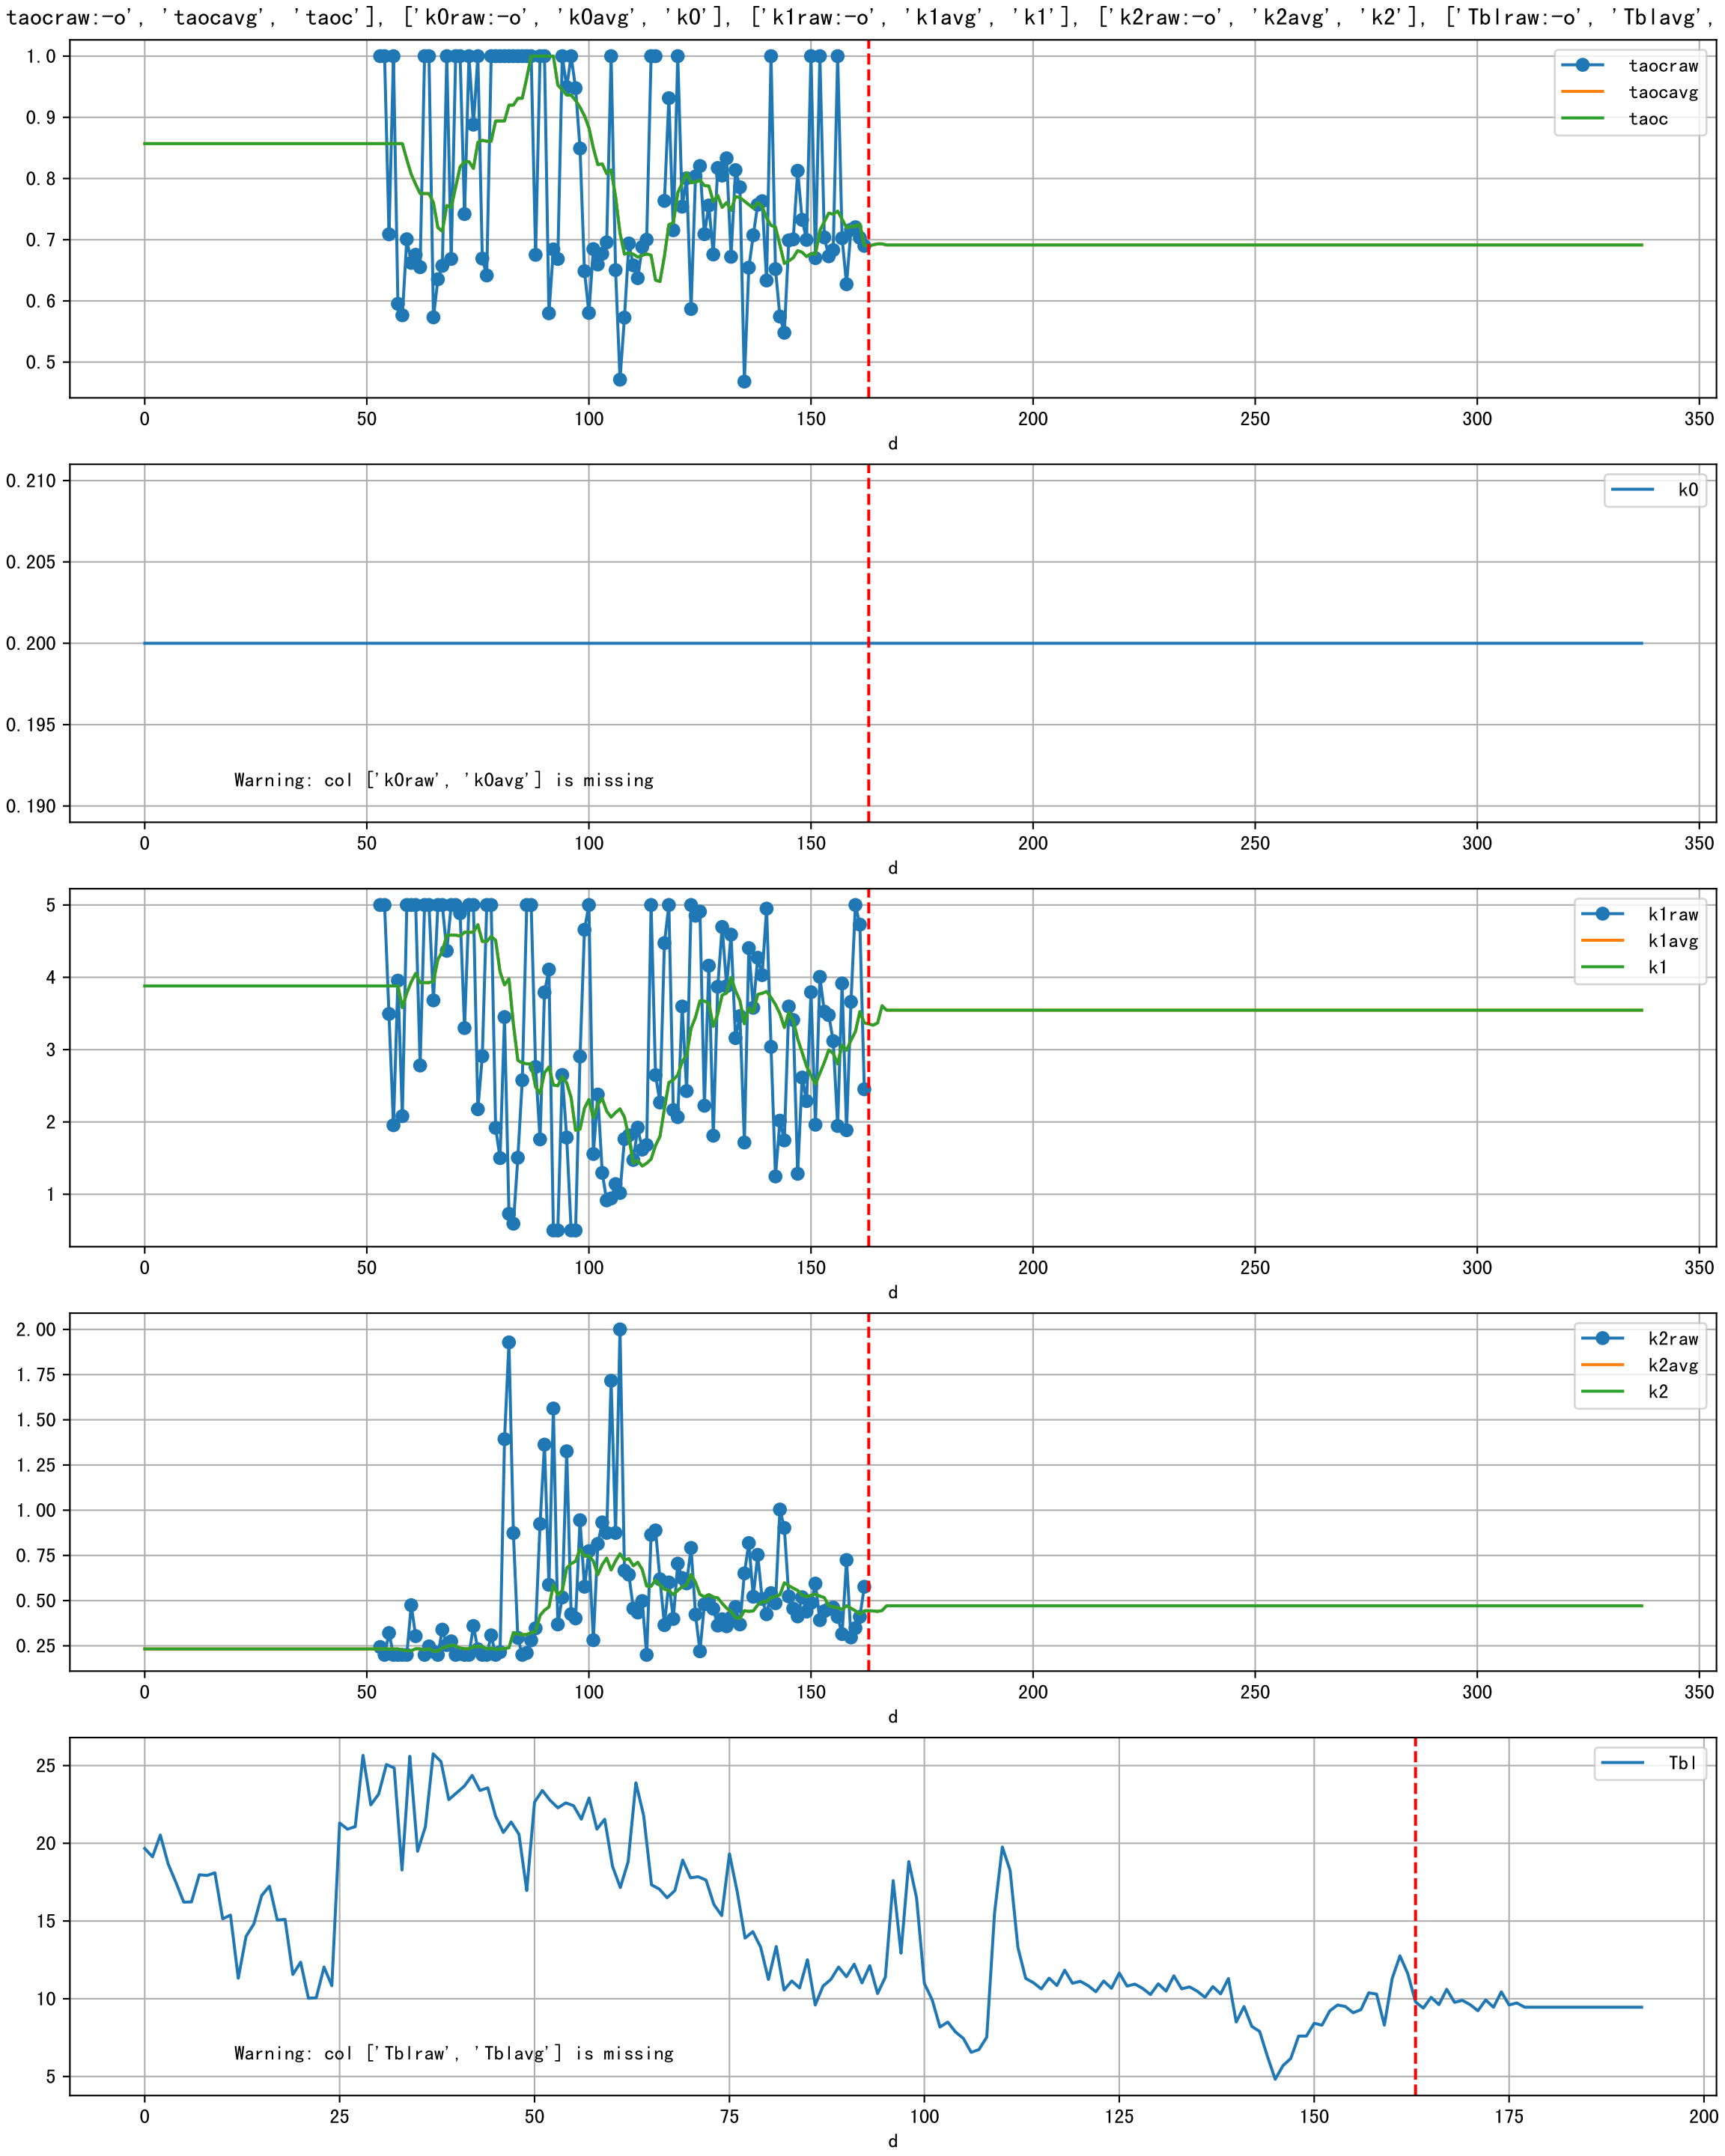 taocraw:-o', 'taocavg', 'taoc'], ['k0raw:-o', 'k0avg', 'k0'], ['k1raw:-o', 'k1avg', 'k1'], ['k2raw:-o', 'k2avg', 'k2'], ['Tblraw:-o', 'Tblavg',
1.0
0.9
0.8
0.7
0.6
0.5
taocraw
taocavg
taoc
0 50 100 150 200 250 300 350
d
0.210
0.205
0.200
0.195
0.190
k0
Warning: col ['k0raw', 'k0avg'] is missing
0 50 100 150 200 250 300 350
d
5
4
3
2
1
k1raw
k1avg
k1
0 50 100 150 200 250 300 350
d
2.00
1.75
1.50
1.25
1.00
0.75
0.50
0.25
k2raw
k2avg
k2
0 50 100 150 200 250 300 350
d
25
20
15
10
5
Tbl
Warning: col ['Tblraw', 'Tblavg'] is missing
0 25 50 75 100 125 150 175 200
d